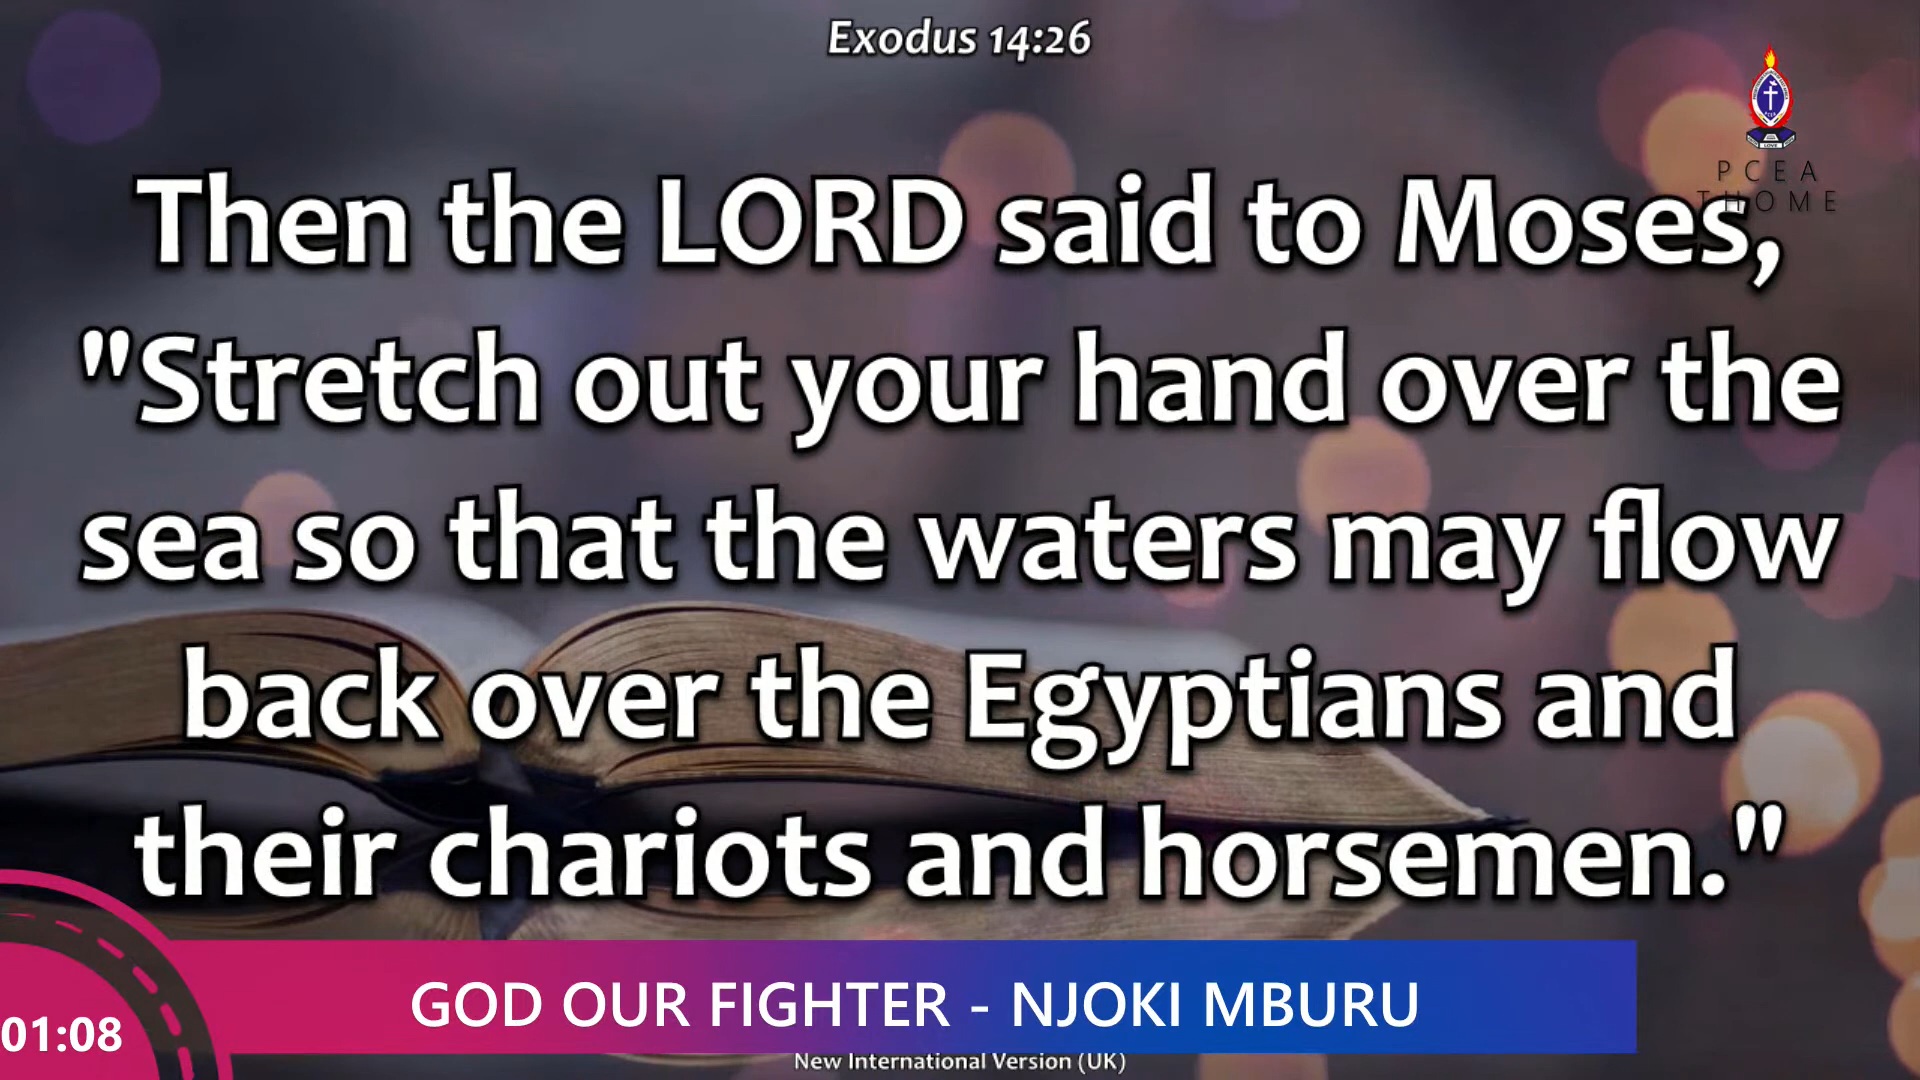 Exodus 14:26
PCEA
THOME
Then the LORD said to Moses,
"Stretch out your hand over the
sea so that the waters may flow
back over the Egyptians and
their chariots and horsemen."
GOD OUR FIGHTER - NJOKI MBURU
01:08
New International Version (UK)